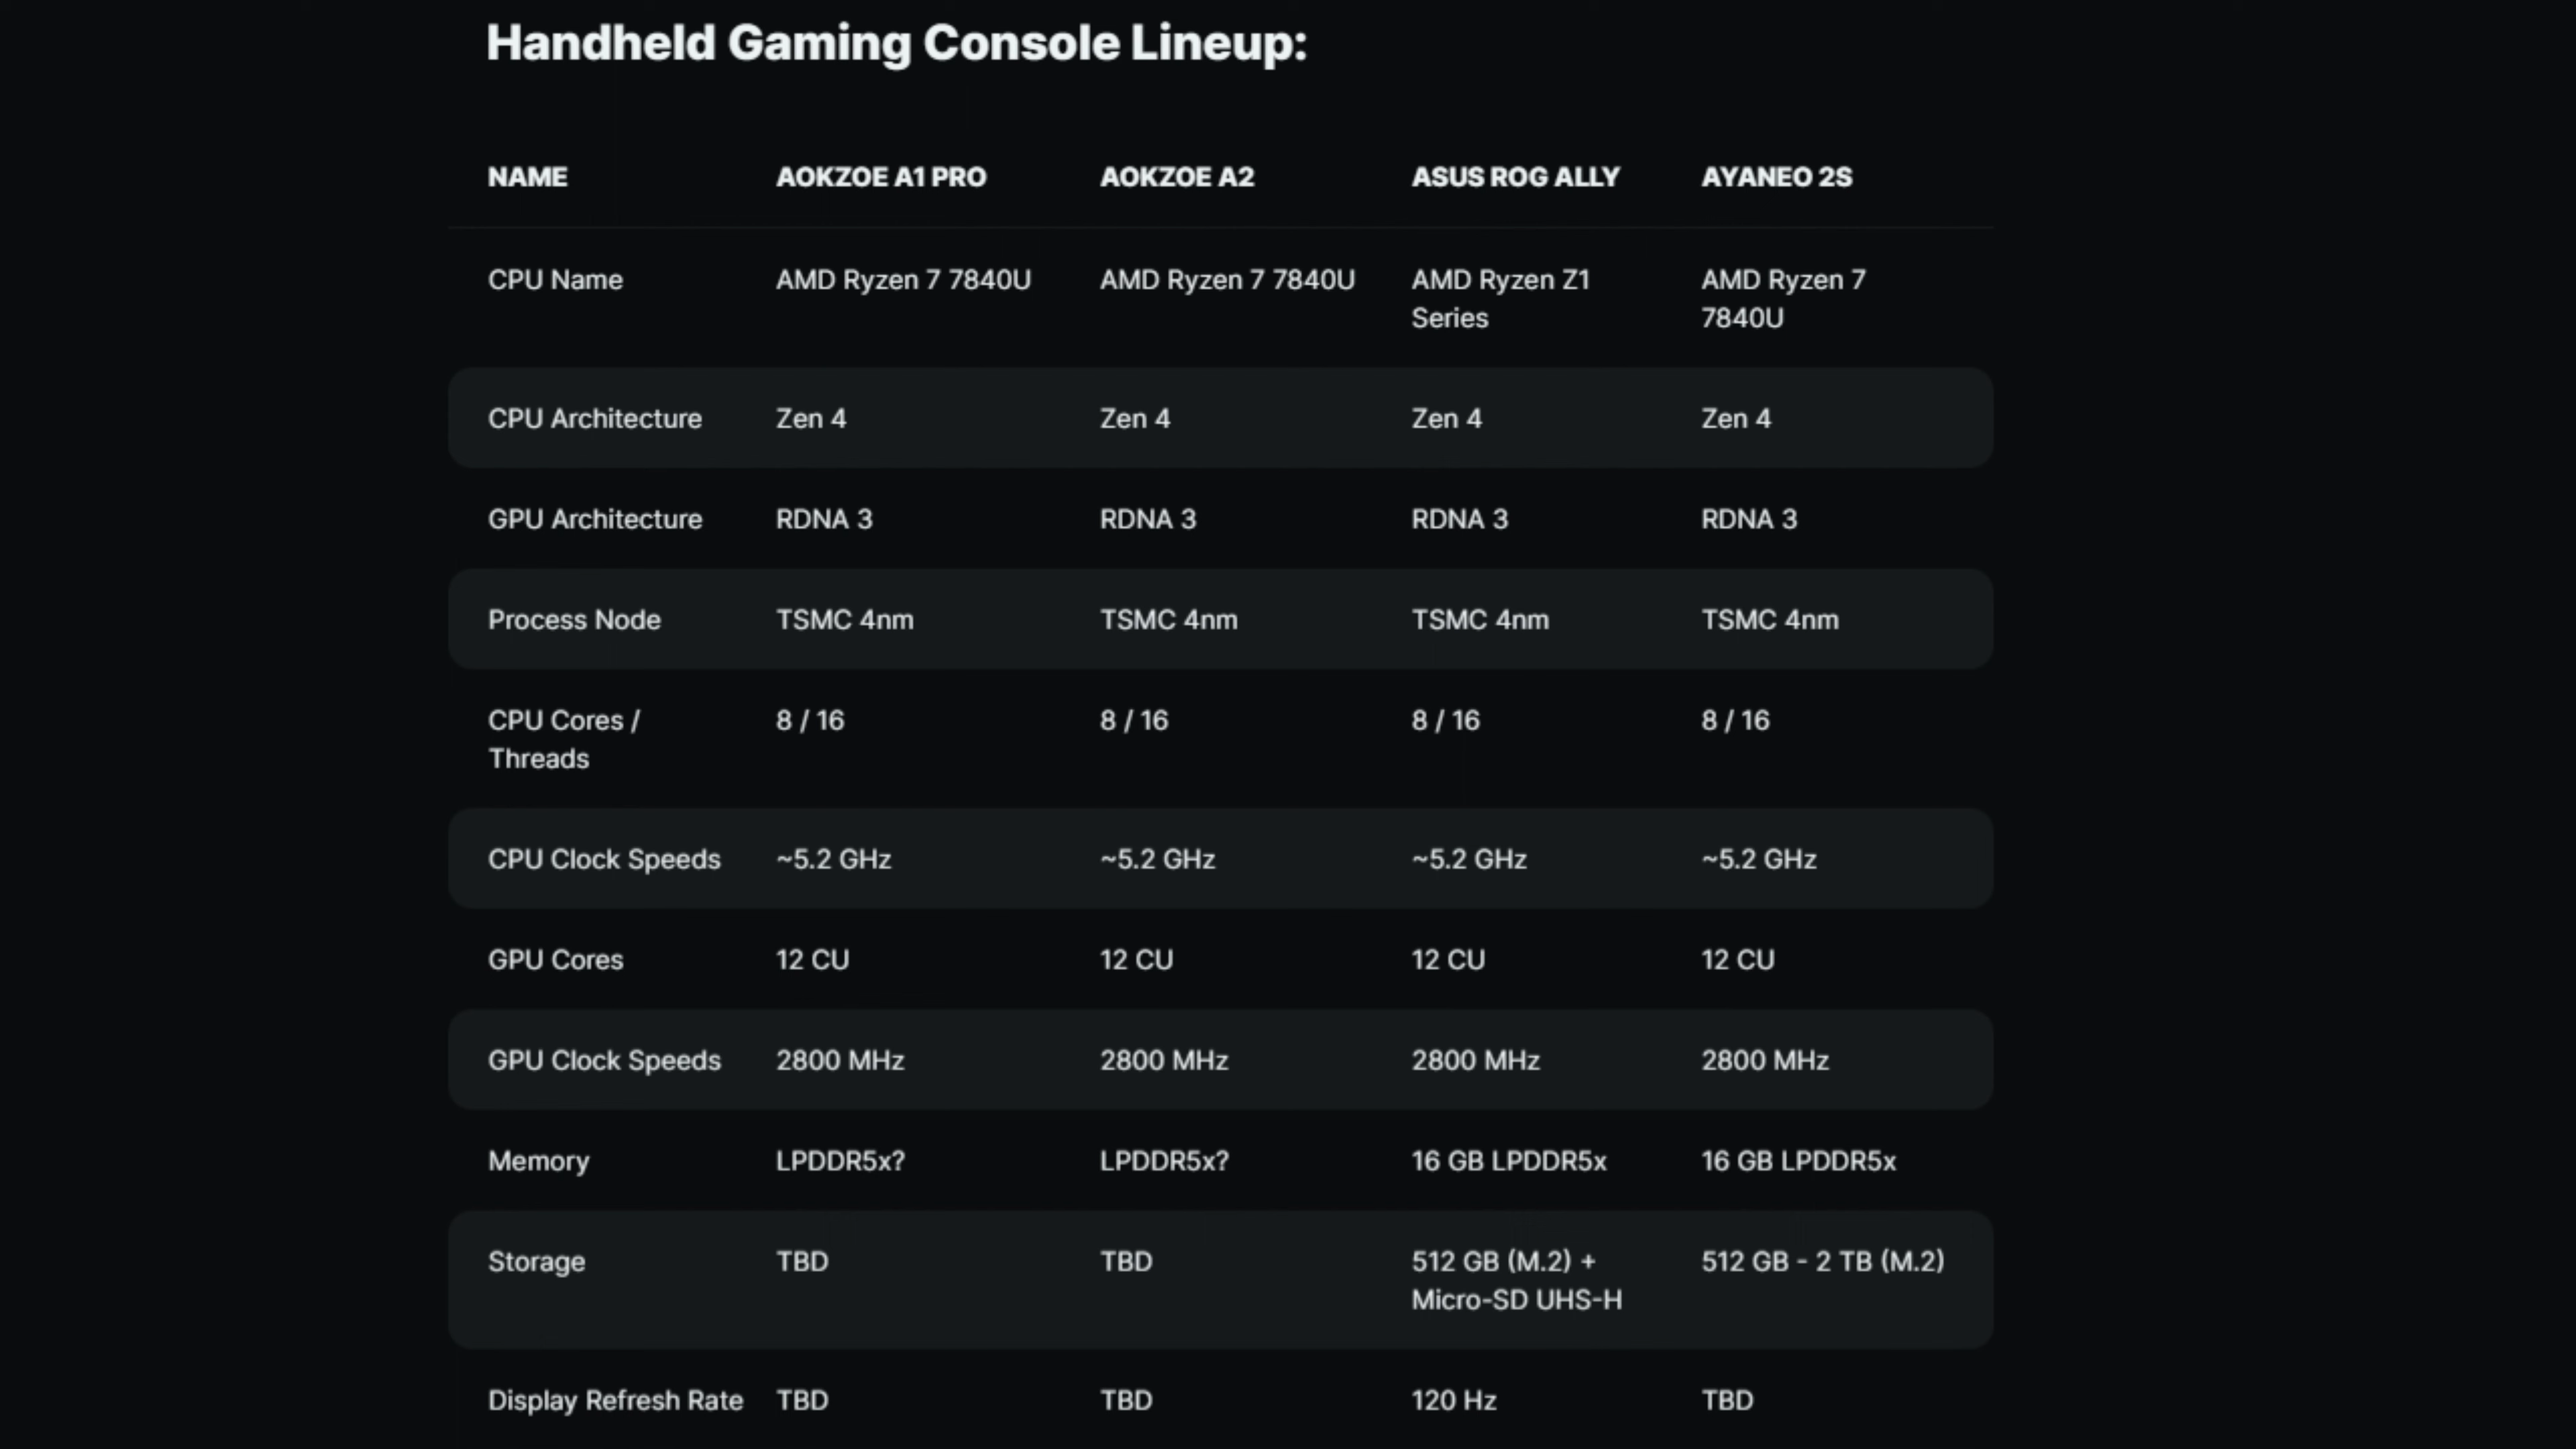 Handheld Gaming Console Lineup:
NAME AOKZOE A1 PRO AOKZOE A2 ASUS ROG ALLY AYANEO 2S
CPU Name AMD Ryzen 7 7840U AMD Ryzen 7 7840U AMD Ryzen Z1 AMD Ryzen 7
Series 7840U
CPU Architecture Zen 4 Zen 4 Zen 4 Zen 4
GPU Architecture RDNA 3 RDNA 3 RDNA 3 RDNA 3
Process Node TSMC 4nm TSMC 4nm TSMC 4nm TSMC 4nm
CPU Cores / 8 / 16 8 / 16 8 / 16 8 / 16
Threads
CPU Clock Speeds ~5.2 GHz ~5.2 GHz ~5.2 GHz ~5.2 GHz
GPU Cores 12 CU 12 CU 12 CU 12 CU
GPU Clock Speeds 2800 MHz 2800 MHz 2800 MHz 2800 MHz
Memory LPDDR5x? LPDDR5x? 16 GB LPDDR5x 16 GB LPDDR5x
Storage TBD TBD 512 GB (M.2) + 512 GB - 2 TB (M.2)
Micro-SD UHS-H
Display Refresh Rate TBD TBD 120 Hz TBD